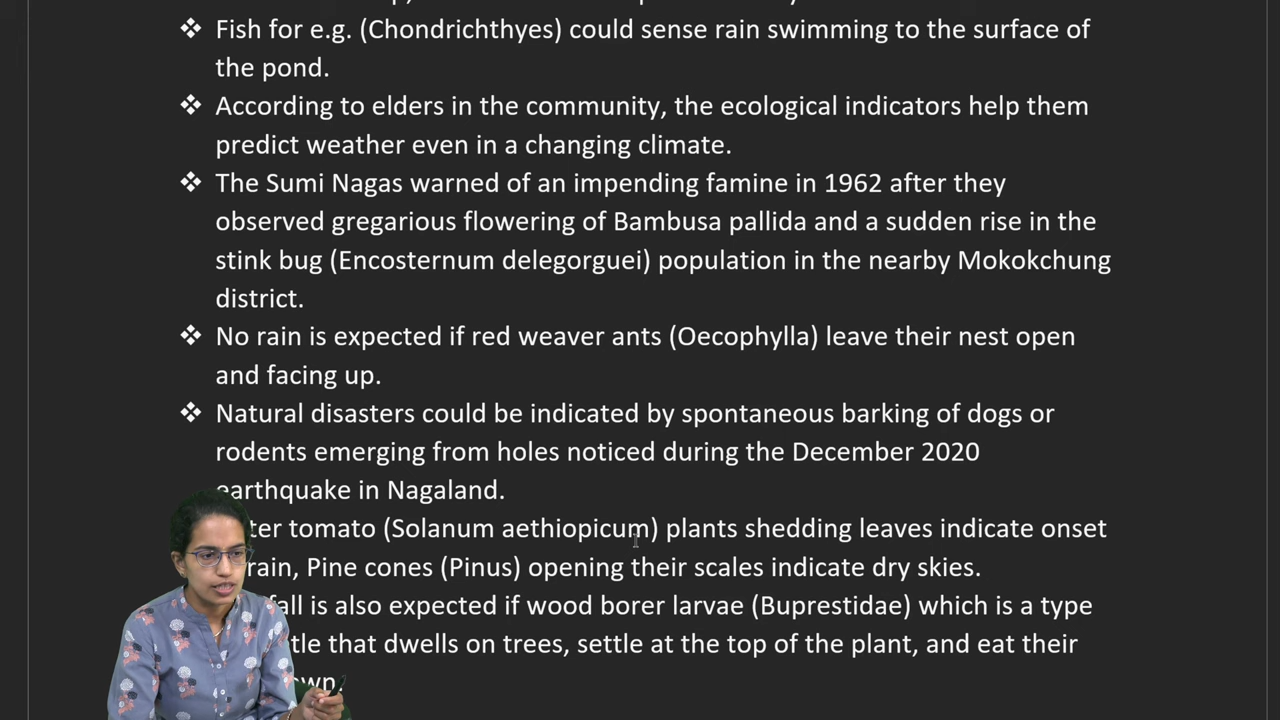 ❖ Fish for e.g. (Chondrichthyes) could sense rain swimming to the surface of
the pond.
❖ According to elders in the community, the ecological indicators help them
predict weather even in a changing climate.
❖ The Sumi Nagas warned of an impending famine in 1962 after they
observed gregarious flowering of Bambusa pallida and a sudden rise in the
stink bug (Encosternum delegorguei) population in the nearby Mokokchung
district.
❖ No rain is expected if red weaver ants (Oecophylla) leave their nest open
and facing up.
❖ Natural disasters could be indicated by spontaneous barking of dogs or
rodents emerging from holes noticed during the December 2020
earthquake in Nagaland.
tomato (Solanum aethiopicum) plants shedding leaves indicate onset
rain, Pine cones (Pinus) opening their scales indicate dry skies.
is also expected if wood borer larvae (Buprestidae) which is a type
that dwells on trees, settle at the top of the plant, and eat their